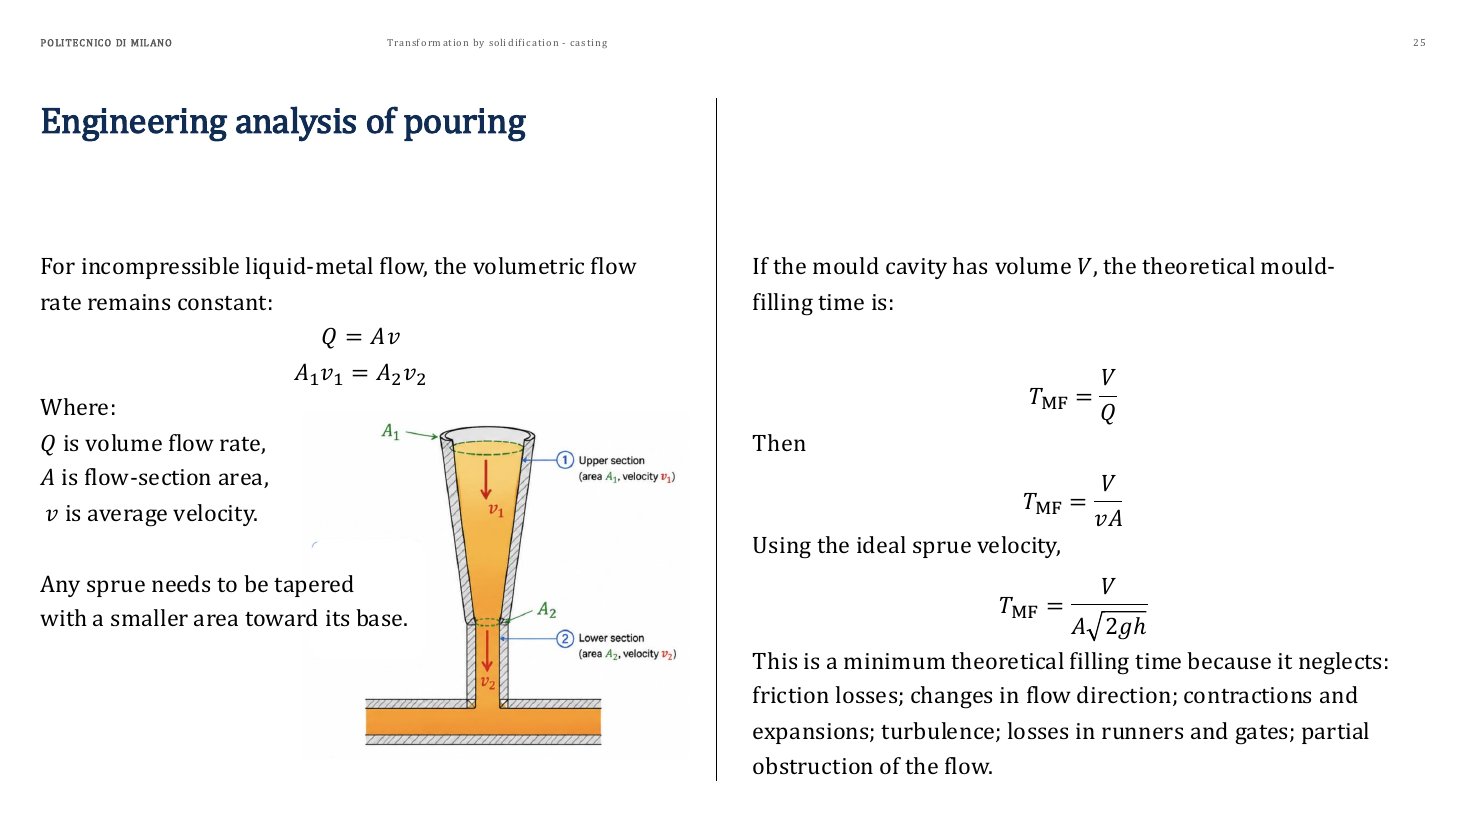 POLITECNICO DI MILANO
Transformation by solidification - casting
25
Engineering analysis of pouring
For incompressible liquid-metal flow, the volumetric flow
rate remains constant:
Q = Av
A₁v₁ = A₂v₂
Where:
Q is volume flow rate,
A is flow-section area,
v is average velocity.
Any sprue needs to be tapered
with a smaller area toward its base.
A₁
1 Upper section
(area A₁, velocity v₁)
v₁
A₂
2 Lower section
(area A₂, velocity v₂)
v₂
If the mould cavity has volume V, the theoretical mould-
filling time is:
T_MF = V/Q
Then
T_MF = V/vA
Using the ideal sprue velocity,
T_MF = V/A√2gh
This is a minimum theoretical filling time because it neglects:
friction losses; changes in flow direction; contractions and
expansions; turbulence; losses in runners and gates; partial
obstruction of the flow.